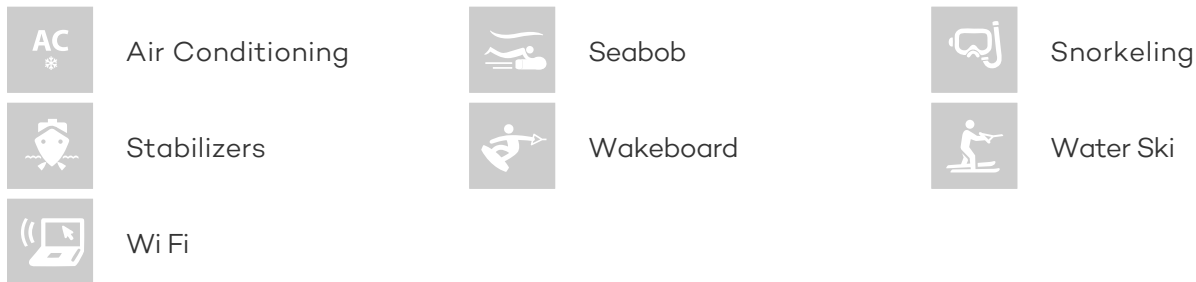 AC
Air Conditioning
Seabob
Snorkeling
Stabilizers
Wakeboard
Water Ski
Wi Fi